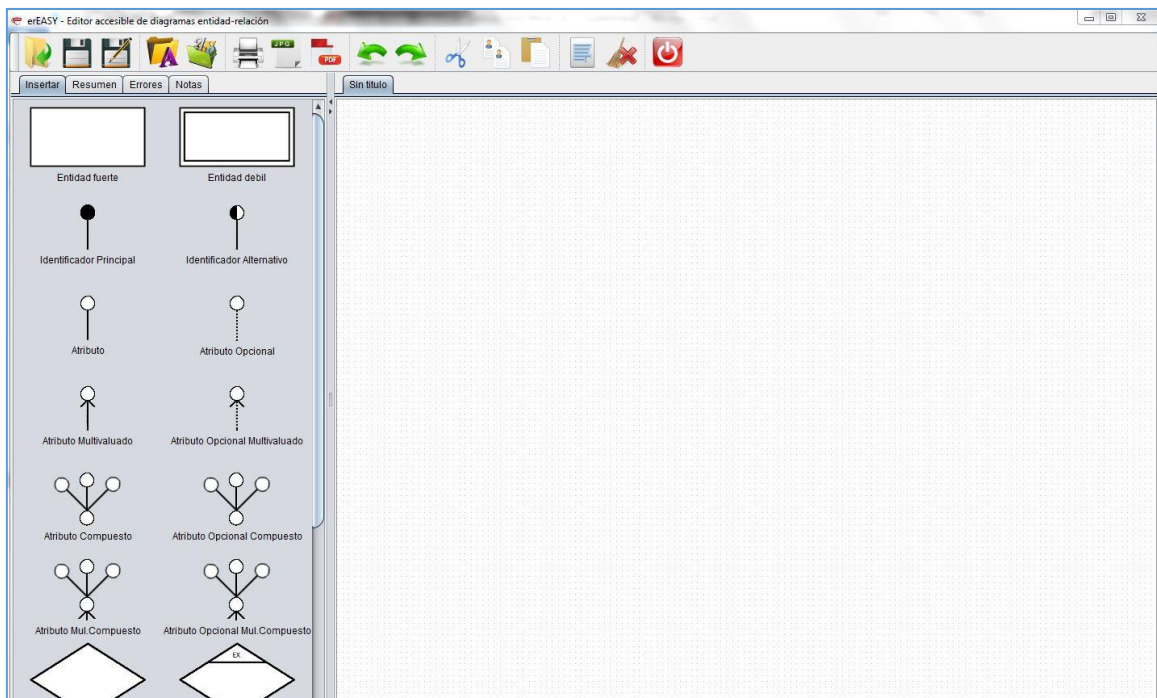 erEASY - Editor accesible de diagramas entidad-relación
JPG
PDF
Insertar Resumen Errores Notas
Sin titulo
Entidad fuerte Entidad debil
Identificador Principal Identificador Alternativo
Atributo Atributo Opcional
Atributo Multivaluado Atributo Opcional Multivaluado
Atributo Compuesto Atributo Opcional Compuesto
Atributo Mul.Compuesto Atributo Opcional Mul.Compuesto
EX